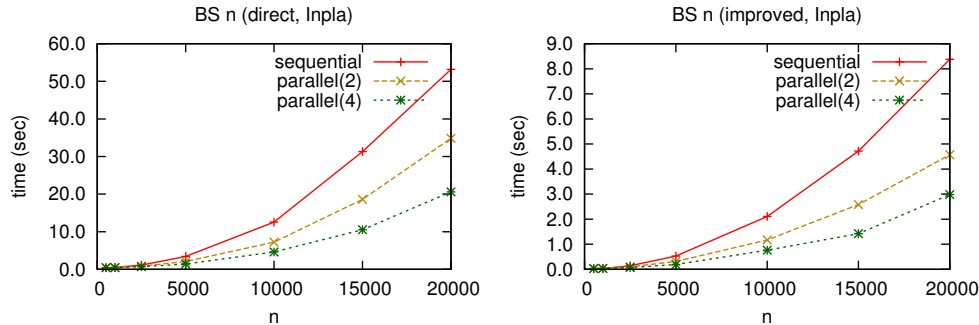 BS n (direct, Inpla)
60.0
50.0
40.0
30.0
20.0
10.0
0.0
time (sec)
sequential
parallel(2)
parallel(4)
0 5000 10000 15000 20000
n
BS n (improved, Inpla)
9.0
8.0
7.0
6.0
5.0
4.0
3.0
2.0
1.0
0.0
time (sec)
sequential
parallel(2)
parallel(4)
0 5000 10000 15000 20000
n